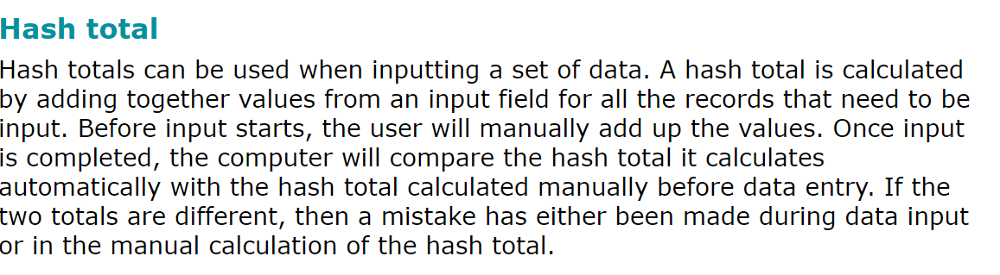 Hash total
Hash totals can be used when inputting a set of data. A hash total is calculated
by adding together values from an input field for all the records that need to be
input. Before input starts, the user will manually add up the values. Once input
is completed, the computer will compare the hash total it calculates
automatically with the hash total calculated manually before data entry. If the
two totals are different, then a mistake has either been made during data input
or in the manual calculation of the hash total.